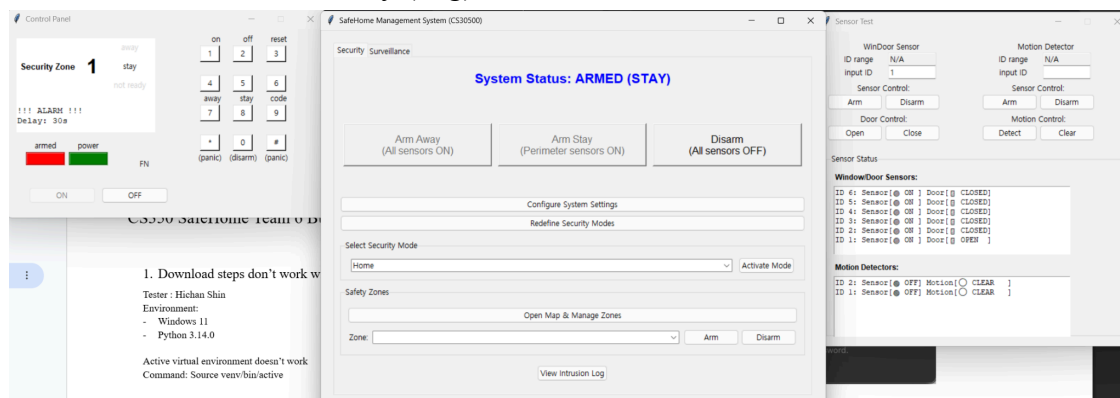 Control Panel
away
Security Zone 1 stay
not ready
!!! ALARM !!!
Delay: 30s
armed power
FN
ON OFF
on off reset
1 2 3
4 5 6
away stay code
7 8 9
* 0 #
(panic) (disarm) (panic)
SafeHome Management System (CS30500)
Security Surveillance
System Status: ARMED (STAY)
Arm Away
(All sensors ON)
Arm Stay
(Perimeter sensors ON)
Disarm
(All sensors OFF)
Configure System Settings
Redefine Security Modes
Select Security Mode
Home Activate Mode
Safety Zones
Open Map & Manage Zones
Zone: Arm Disarm
View Intrusion Log
Sensor Test
WinDoor Sensor
ID range N/A
input ID 1
Sensor Control:
Arm Disarm
Door Control:
Open Close
Motion Detector
ID range N/A
input ID
Sensor Control:
Arm Disarm
Motion Control:
Detect Clear
Sensor Status
Window/Door Sensors:
ID 6: Sensor[ ON ] Door[ CLOSED]
ID 5: Sensor[ ON ] Door[ CLOSED]
ID 4: Sensor[ ON ] Door[ CLOSED]
ID 3: Sensor[ ON ] Door[ CLOSED]
ID 2: Sensor[ ON ] Door[ CLOSED]
ID 1: Sensor[ ON ] Door[ OPEN ]
Motion Detectors:
ID 2: Sensor[ OFF] Motion[ CLEAR ]
ID 1: Sensor[ OFF] Motion[ CLEAR ]
CS350 SafeHome Team 6
1. Download steps don't work
Tester : Hichan Shin
Environment:
- Windows 11
- Python 3.14.0
Active virtual environment doesn't work
Command: Source venv/bin/active